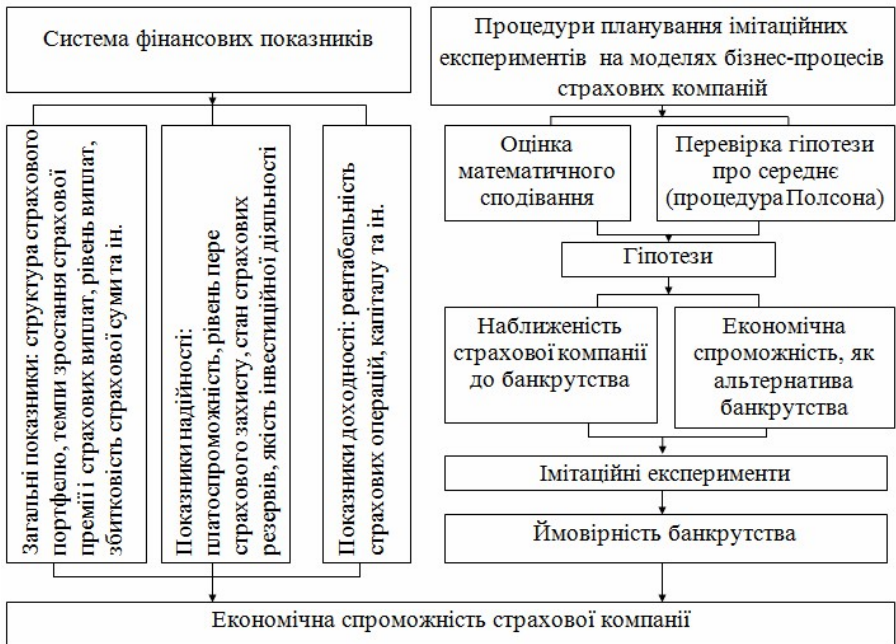 Система фінансових показників
Процедури планування імітаційних
експериментів на моделях бізнес-процесів
страхових компаній
Загальні показники: структура страхового
портфелю, темпи зростання страхової
премії і страхових виплат, рівень виплат,
збитковість страхової суми та ін.
Показники надійності:
платоспроможність, рівень пере
страхового захисту, стан страхових
резервів, якість інвестиційної діяльності
Показники доходності: рентабельність
страхових операцій, капіталу та ін.
Оцінка
математичного
сподівання
Перевірка гіпотези
про середнє
(процедура Полсона)
Гіпотези
Наближеність
страхової компанії
до банкрутства
Економічна
спроможність, як
альтернатива
банкрутства
Імітаційні експерименти
Ймовірність банкрутства
Економічна спроможність страхової компанії